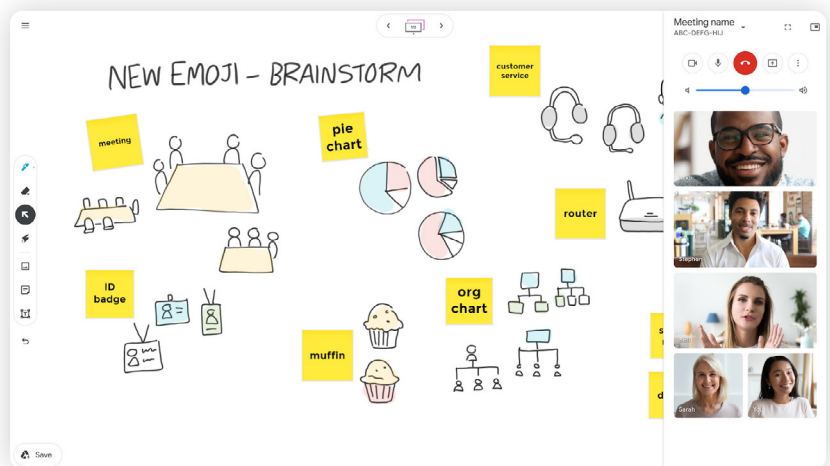 Meeting name
ABC-DEFG-HIJ
NEW EMOJI - BRAINSTORM
customer
service
meeting
pie
chart
router
ID
badge
org
chart
muffin
Stephen
Sarah
You
Save